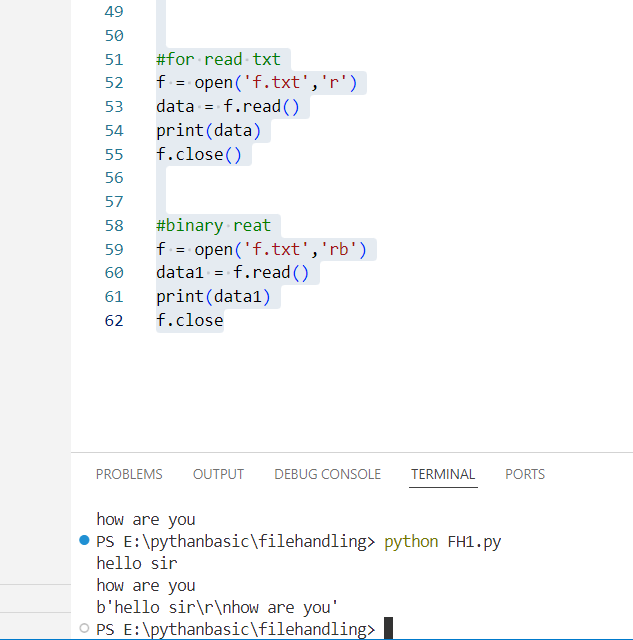 49
50
51 #for read txt
52 f = open('f.txt','r')
53 data = f.read()
54 print(data)
55 f.close()
56
57
58 #binary reat
59 f = open('f.txt','rb')
60 data1 = f.read()
61 print(data1)
62 f.close
PROBLEMS OUTPUT DEBUG CONSOLE TERMINAL PORTS
how are you
PS E:\pythanbasic\filehandling> python FH1.py
hello sir
how are you
b'hello sir\r\nhow are you'
PS E:\pythanbasic\filehandling>